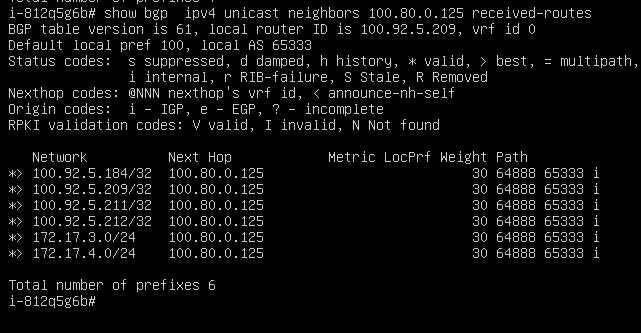 i-812q5g6b# show bgp  ipv4 unicast neighbors 100.80.0.125 received-routes
BGP table version is 61, local router ID is 100.92.5.209, vrf id 0
Default local pref 100, local AS 65333
Status codes:  s suppressed, d damped, h history, * valid, > best, = multipath,
               i internal, r RIB-failure, S Stale, R Removed
Nexthop codes: @NNN nexthop's vrf id, < announce-nh-self
Origin codes:  i - IGP, e - EGP, ? - incomplete
RPKI validation codes: V valid, I invalid, N Not found

   Network          Next Hop            Metric LocPrf Weight Path
*> 100.92.5.184/32  100.80.0.125                          30 64888 65333 i
*> 100.92.5.209/32  100.80.0.125                          30 64888 65333 i
*> 100.92.5.211/32  100.80.0.125                          30 64888 65333 i
*> 100.92.5.212/32  100.80.0.125                          30 64888 65333 i
*> 172.17.3.0/24    100.80.0.125                          30 64888 65333 i
*> 172.17.4.0/24    100.80.0.125                          30 64888 65333 i

Total number of prefixes 6
i-812q5g6b#